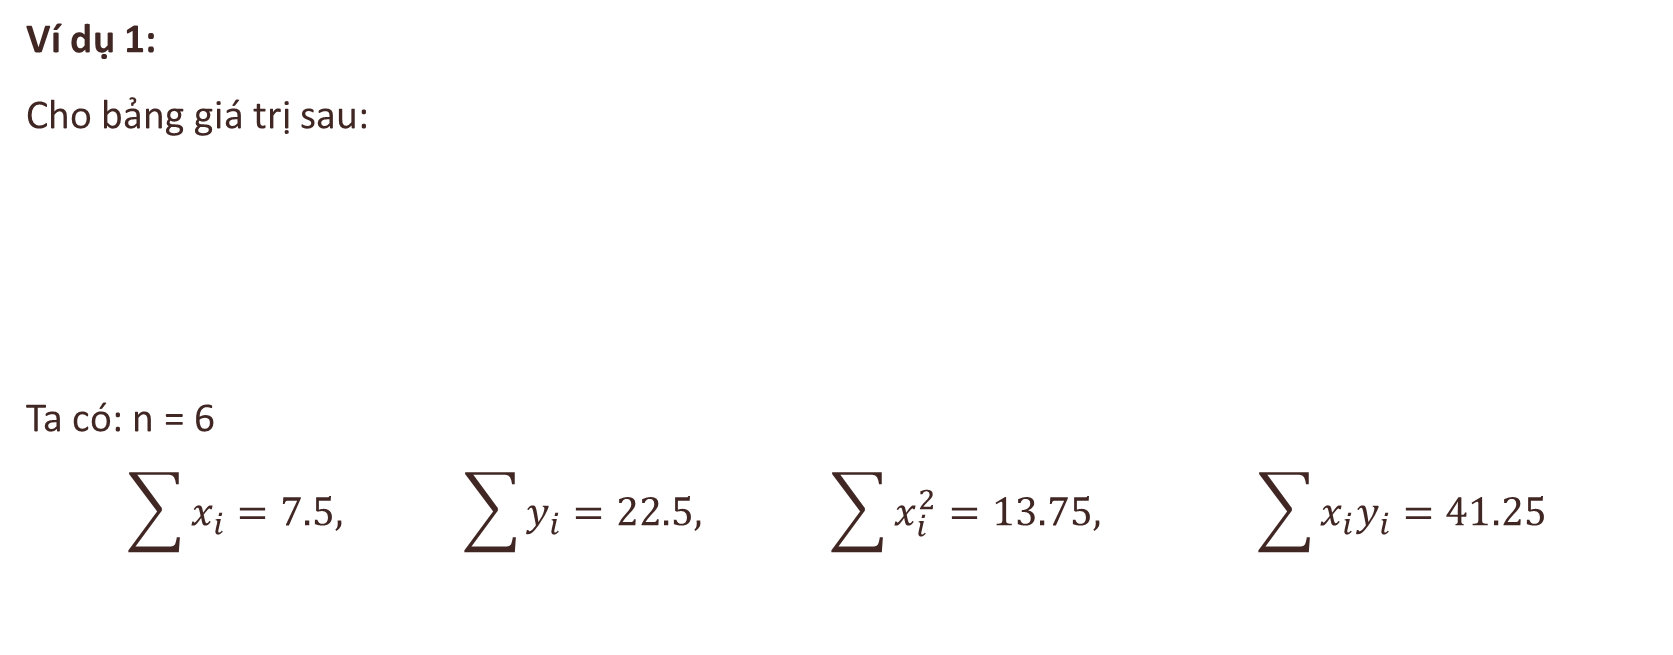 Ví dụ 1:
Cho bảng giá trị sau:
Ta có: n = 6
∑ xᵢ = 7.5, ∑ yᵢ = 22.5, ∑ xᵢ² = 13.75, ∑ xᵢyᵢ = 41.25